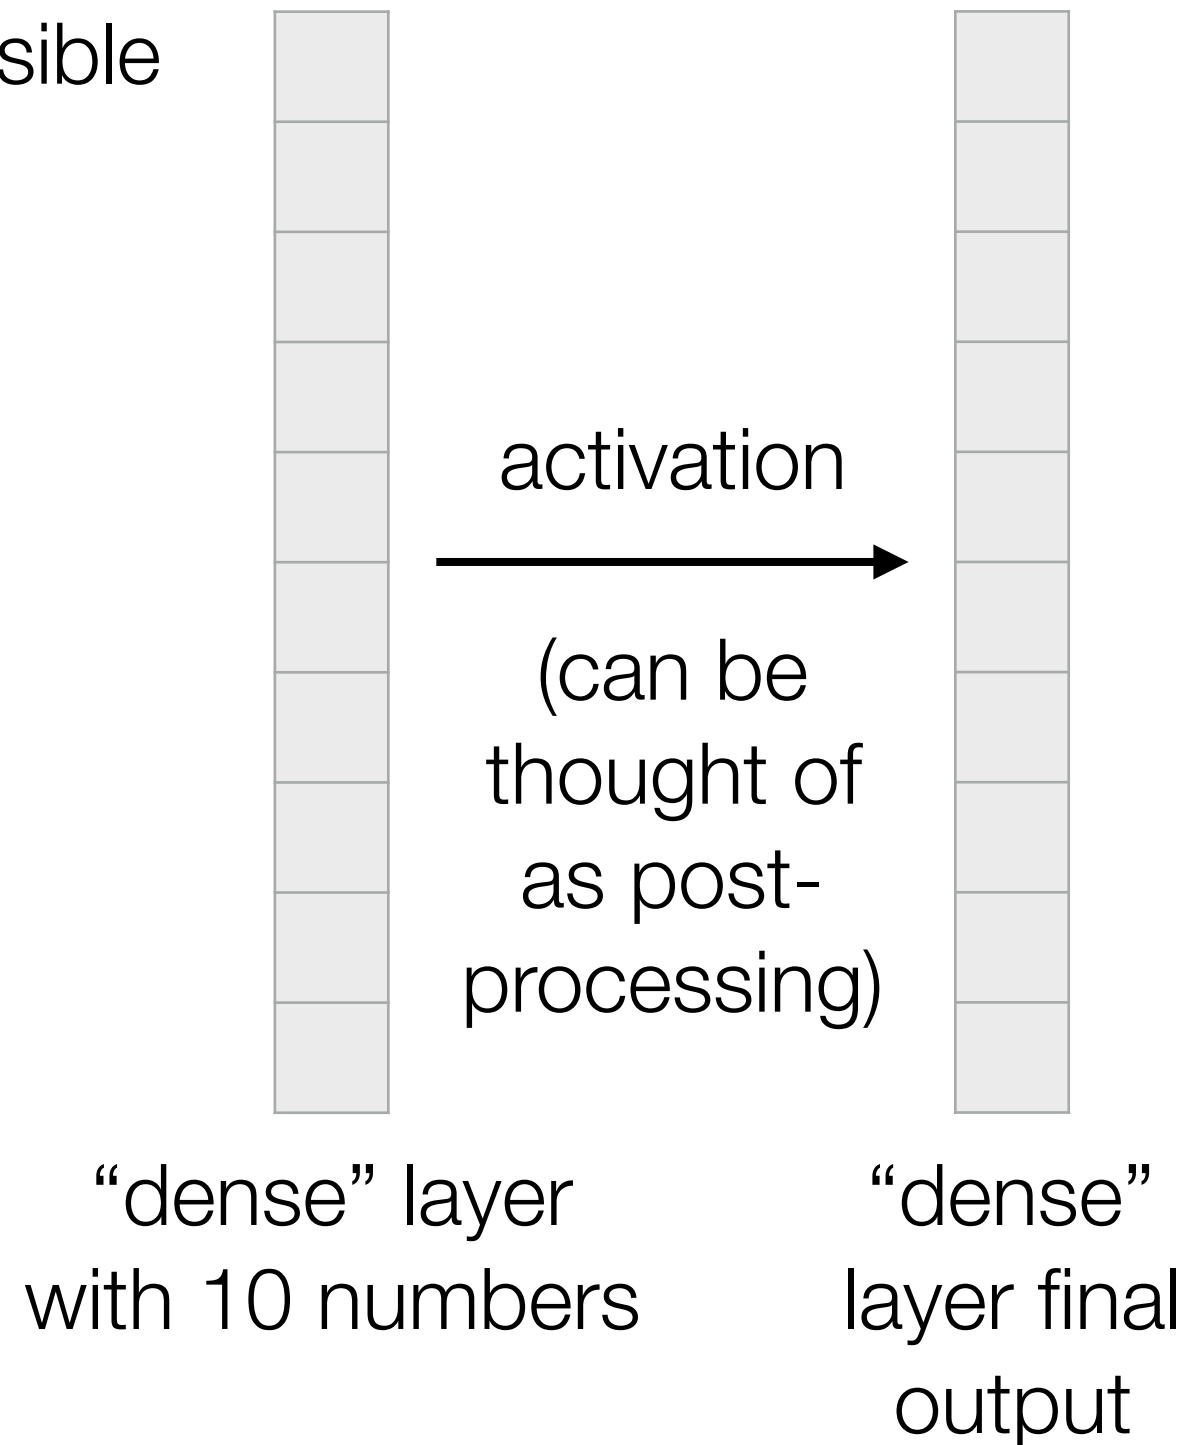 sible
activation
(can be
thought of
as post-
processing)
“dense” layer
with 10 numbers
“dense”
layer final
output